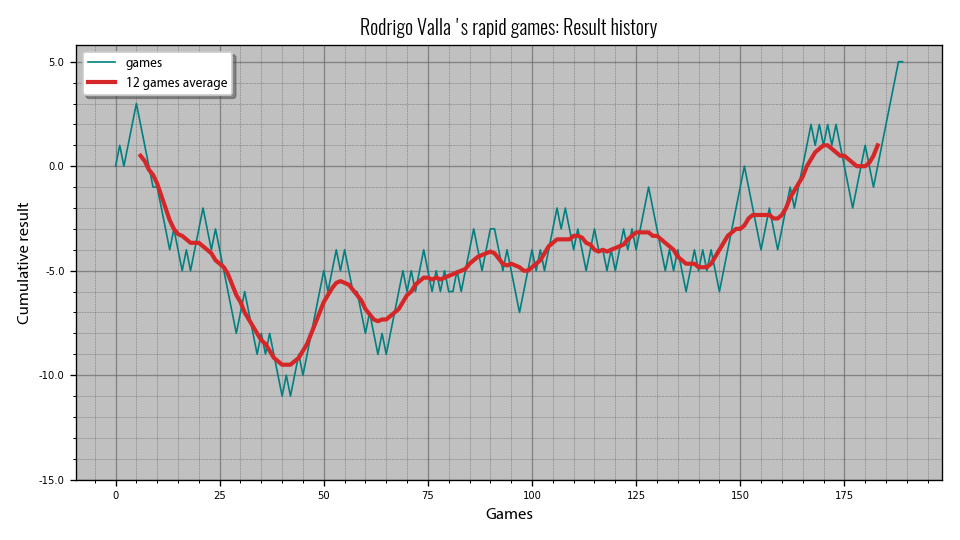 Rodrigo Valla 's rapid games: Result history
games
12 games average
5.0
0.0
-5.0
-10.0
-15.0
Cumulative result
0 25 50 75 100 125 150 175
Games